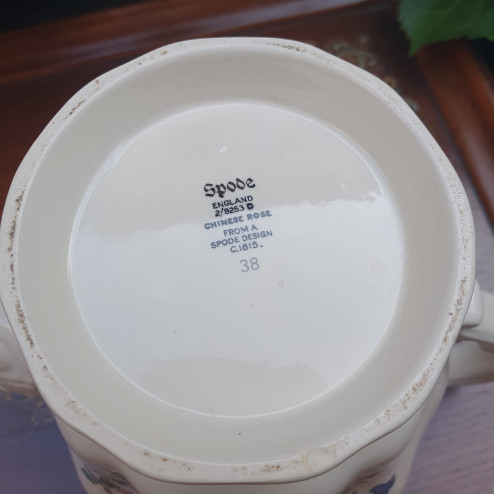 Spode
ENGLAND
2/9253
CHINESE ROSE
FROM A
SPODE DESIGN
C.1815.
38